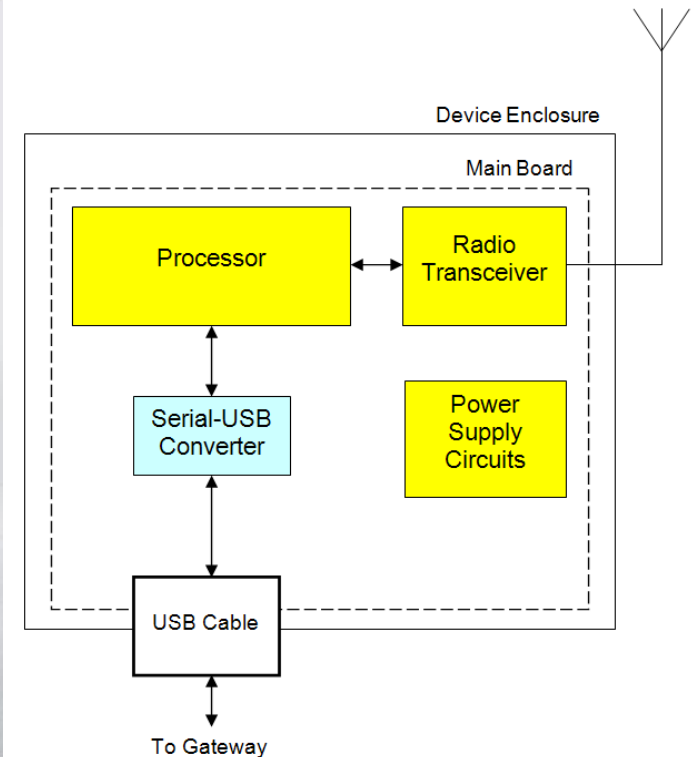 Device Enclosure
Main Board
Processor
Radio
Transceiver
Serial-USB
Converter
Power
Supply
Circuits
USB Cable
To Gateway